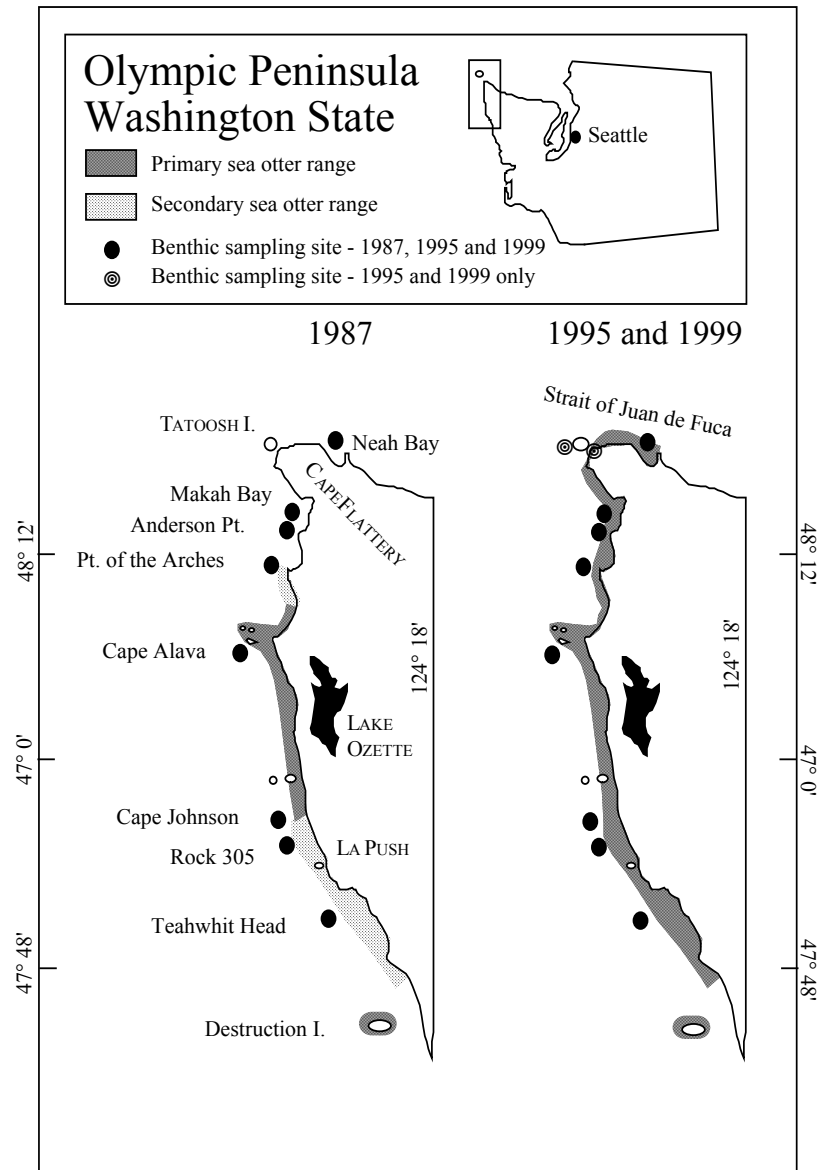 Olympic Peninsula
Washington State
Primary sea otter range
Secondary sea otter range
Benthic sampling site - 1987, 1995 and 1999
Benthic sampling site - 1995 and 1999 only
Seattle
1987
1995 and 1999
TATOOSH I.
Neah Bay
CAPE FLATTERY
Makah Bay
Anderson Pt.
Pt. of the Arches
48° 12'
Cape Alava
124° 18'
LAKE
OZETTE
47° 0'
Cape Johnson
Rock 305
LA PUSH
Teahwhit Head
47° 48'
Destruction I.
Strait of Juan de Fuca
48° 12'
124° 18'
47° 0'
47° 48'